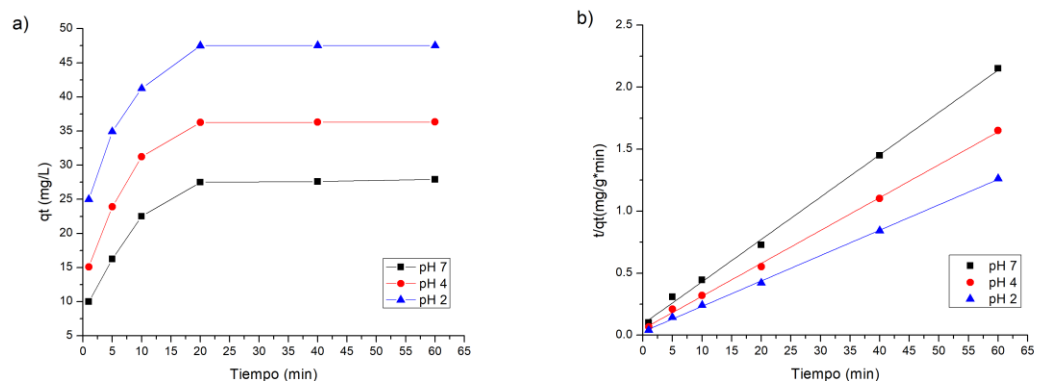 a)
qt (mg/L)
50
45
40
35
30
25
20
15
10
5
0 5 10 15 20 25 30 35 40 45 50 55 60 65
Tiempo (min)
pH 7
pH 4
pH 2
b)
t/qt(mg/g*min)
2.5
2.0
1.5
1.0
0.5
0.0
0 5 10 15 20 25 30 35 40 45 50 55 60 65
Tiempo (min)
pH 7
pH 4
pH 2